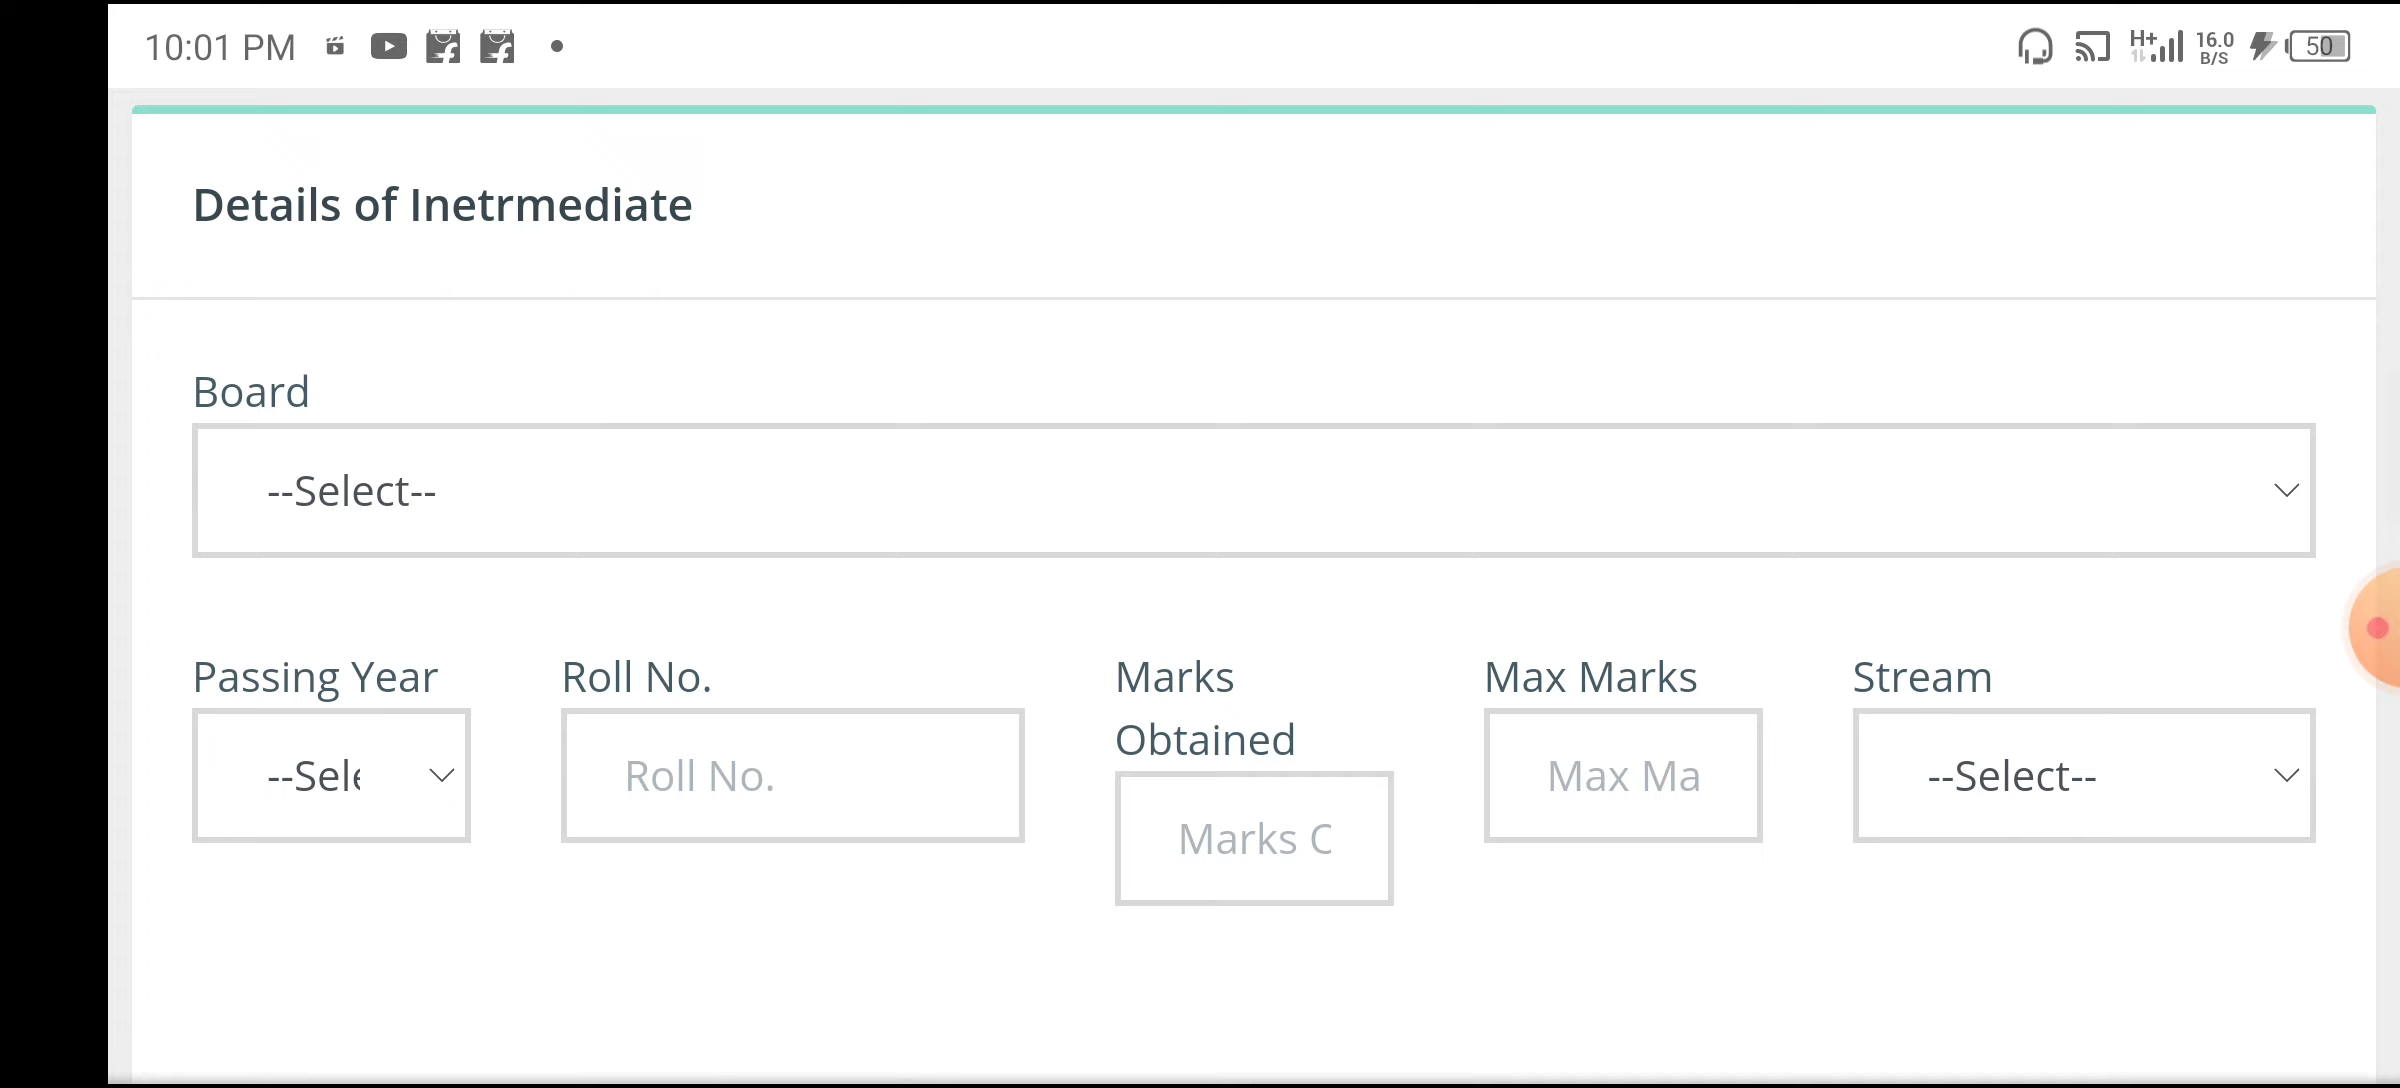 10:01 PM
H+ 16.0 B/S 50
Details of Inetrmediate
Board
--Select--
Passing Year
Roll No.
Marks Obtained
Max Marks
Stream
--Sele
Roll No.
Marks O
Max Ma
--Select--